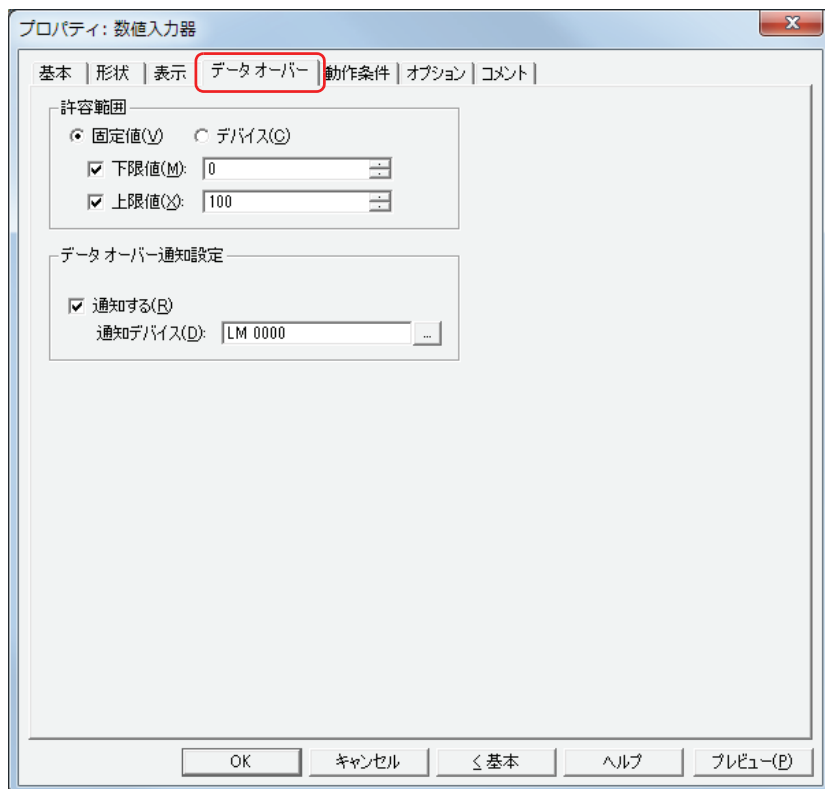 プロパティ: 数値入力器
基本 形状 表示 データ オーバー 動作条件 オプション コメント
許容範囲
固定値(V) デバイス(C)
下限値(M): 0
上限値(X): 100
データ オーバー通知設定
通知する(R)
通知デバイス(D): LM 0000 ...
OK キャンセル < 基本 ヘルプ プレビュー(P)